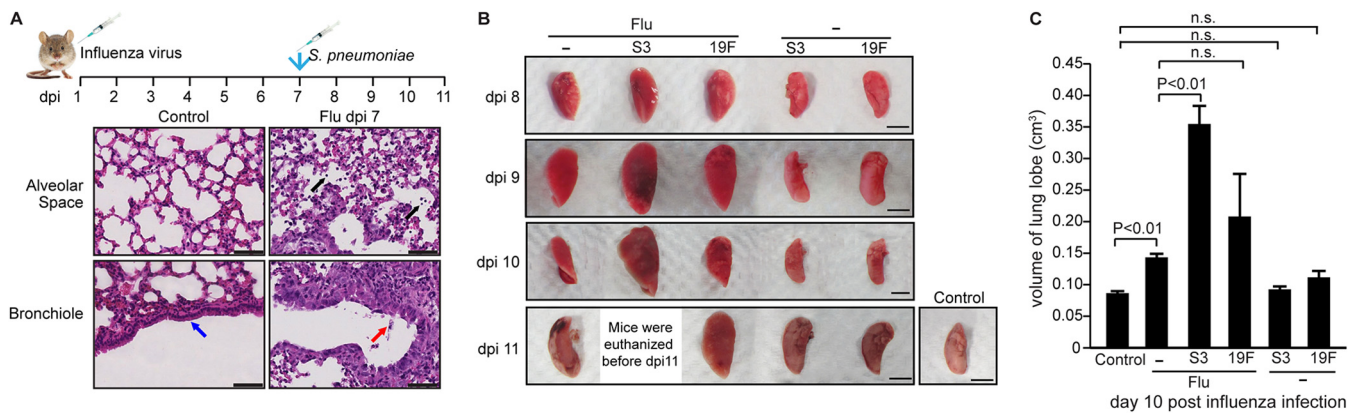 A
Influenza virus
S. pneumoniae
dpi 1 2 3 4 5 6 7 8 9 10 11
Control Flu dpi 7
Alveolar
Space
Bronchiole
B
Flu –
– S3 19F S3 19F
dpi 8
dpi 9
dpi 10
dpi 11
Mice were
euthanized
before dpi11
Control
C
n.s.
n.s.
n.s.
P<0.01
P<0.01
volume of lung lobe (cm³)
0.45
0.40
0.35
0.30
0.25
0.20
0.15
0.10
0.05
0
Control – S3 19F S3 19F
Flu –
day 10 post influenza infection